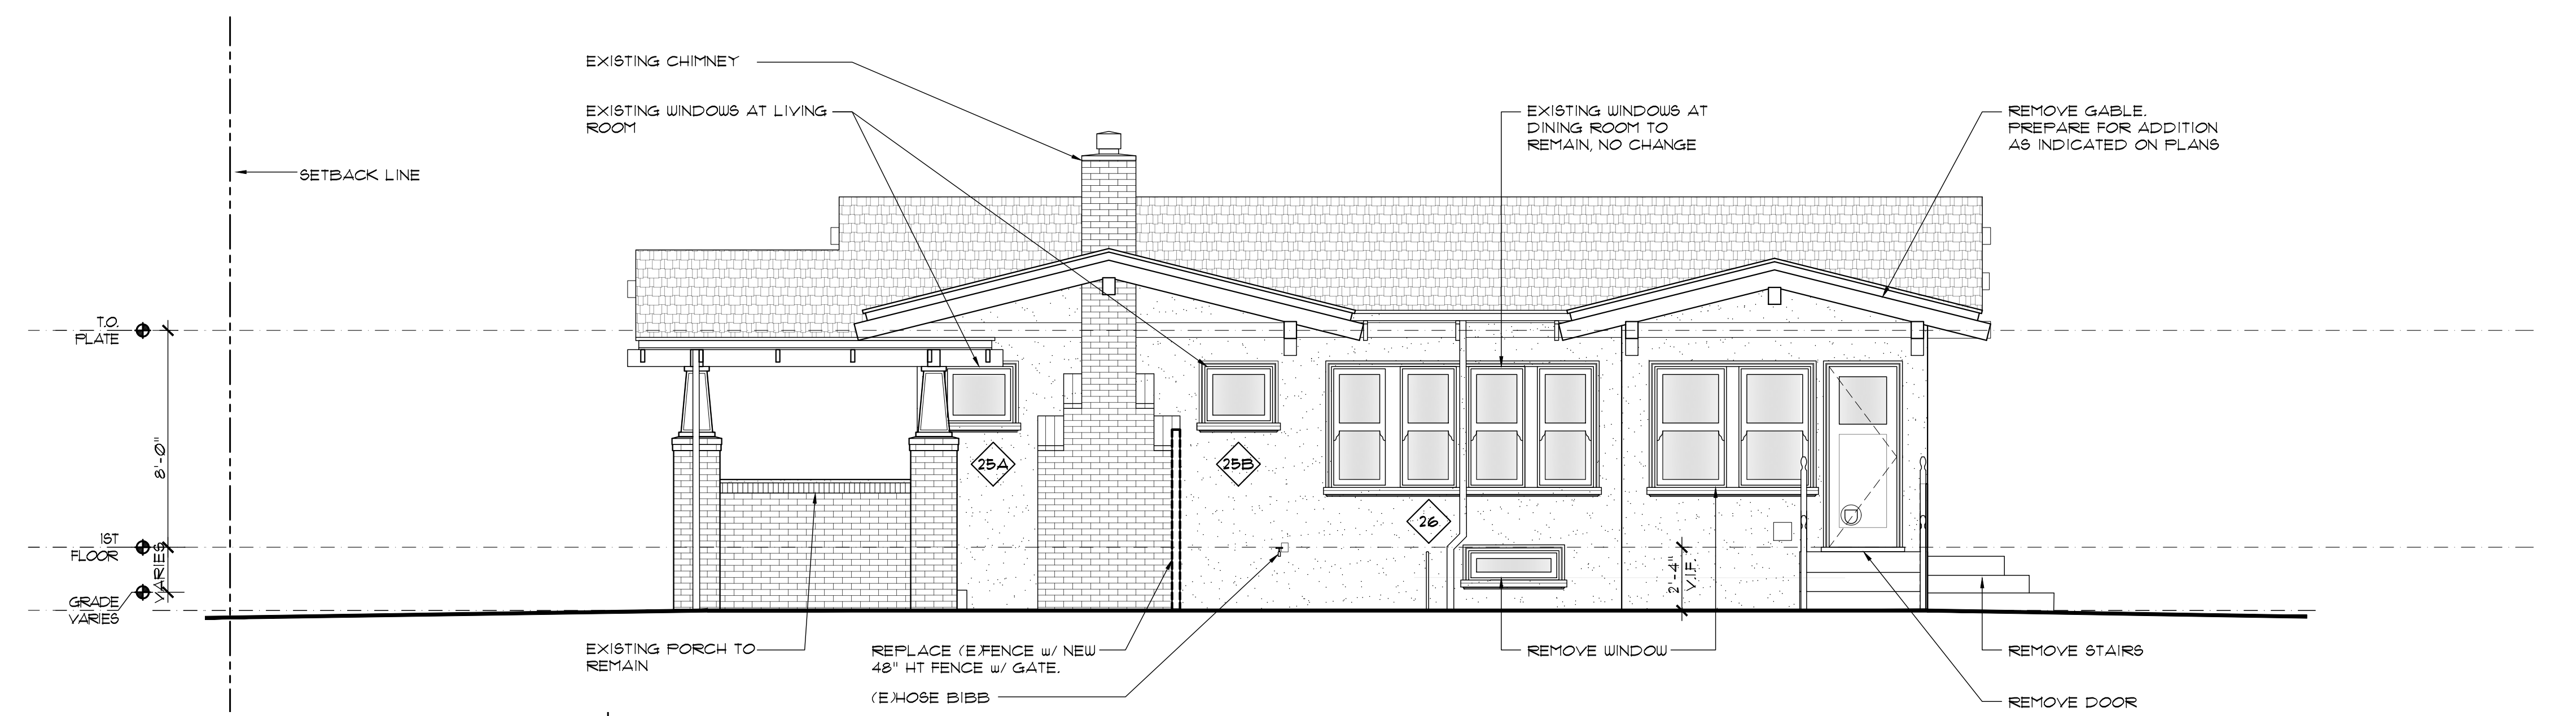 EXISTING CHIMNEY
EXISTING WINDOWS AT LIVING
ROOM
EXISTING WINDOWS AT
DINING ROOM TO
REMAIN, NO CHANGE
REMOVE GABLE.
PREPARE FOR ADDITION
AS INDICATED ON PLANS
SETBACK LINE
T.O.
PLATE
8'-0"
1ST
FLOOR
VARIES
GRADE
VARIES
25A
25B
26
2'-4"
V.I.F.
EXISTING PORCH TO
REMAIN
REPLACE (E)FENCE w/ NEW
48" HT FENCE w/ GATE.
(E)HOSE BIBB
REMOVE WINDOW
REMOVE STAIRS
REMOVE DOOR